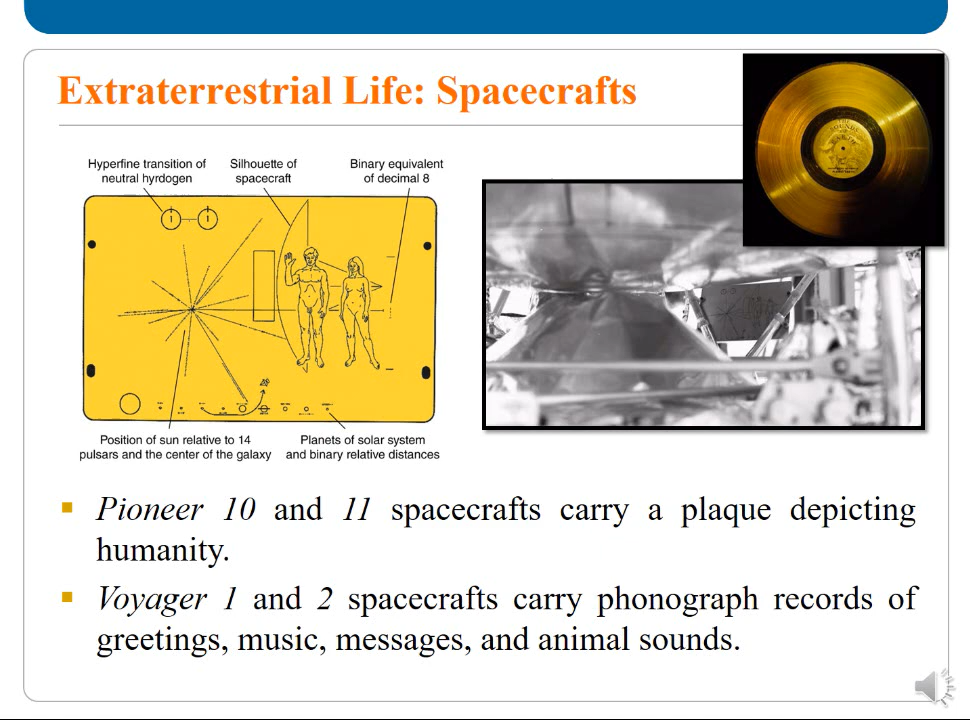 Extraterrestrial Life: Spacecrafts
Hyperfine transition of
neutral hyrdogen
Silhouette of
spacecraft
Binary equivalent
of decimal 8
Position of sun relative to 14
pulsars and the center of the galaxy
Planets of solar system
and binary relative distances
Pioneer 10 and 11 spacecrafts carry a plaque depicting
humanity.
Voyager 1 and 2 spacecrafts carry phonograph records of
greetings, music, messages, and animal sounds.